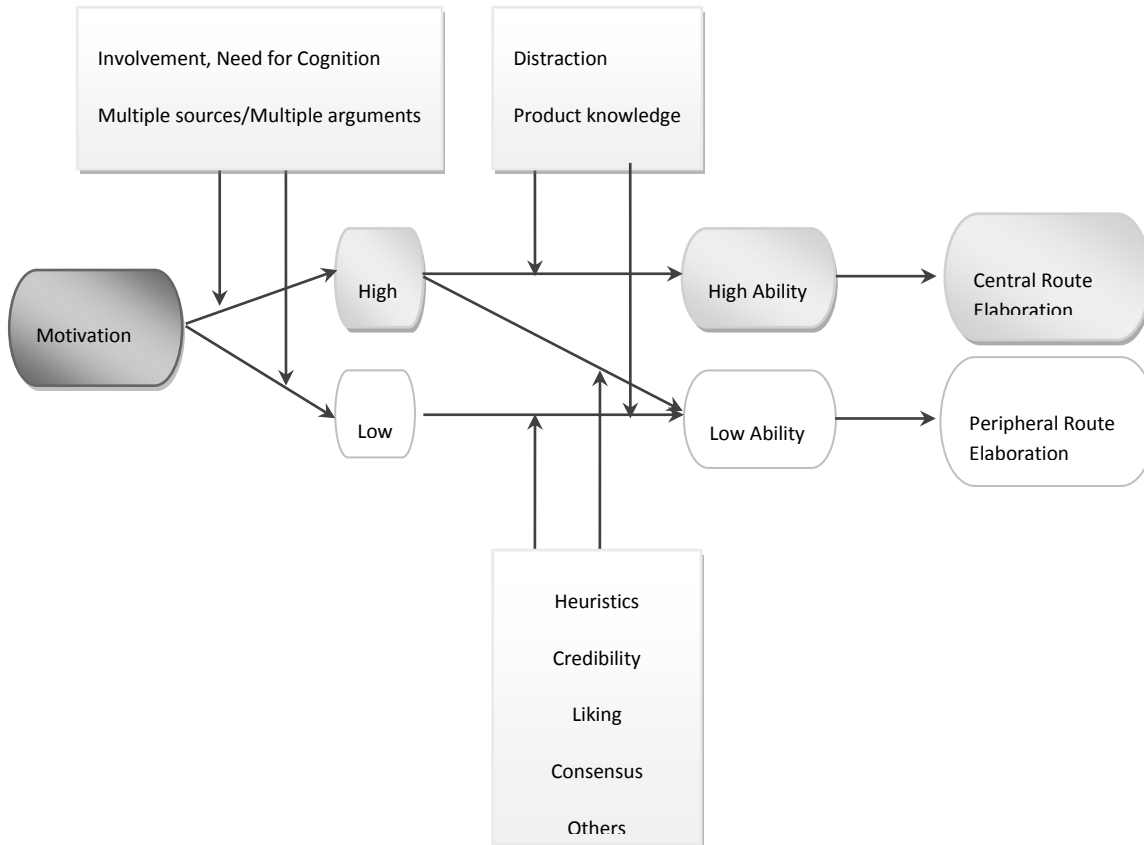 Involvement, Need for Cognition
Multiple sources/Multiple arguments
Distraction
Product knowledge
Motivation
High
High Ability
Central Route
Elaboration
Low
Low Ability
Peripheral Route
Elaboration
Heuristics
Credibility
Liking
Consensus
Others